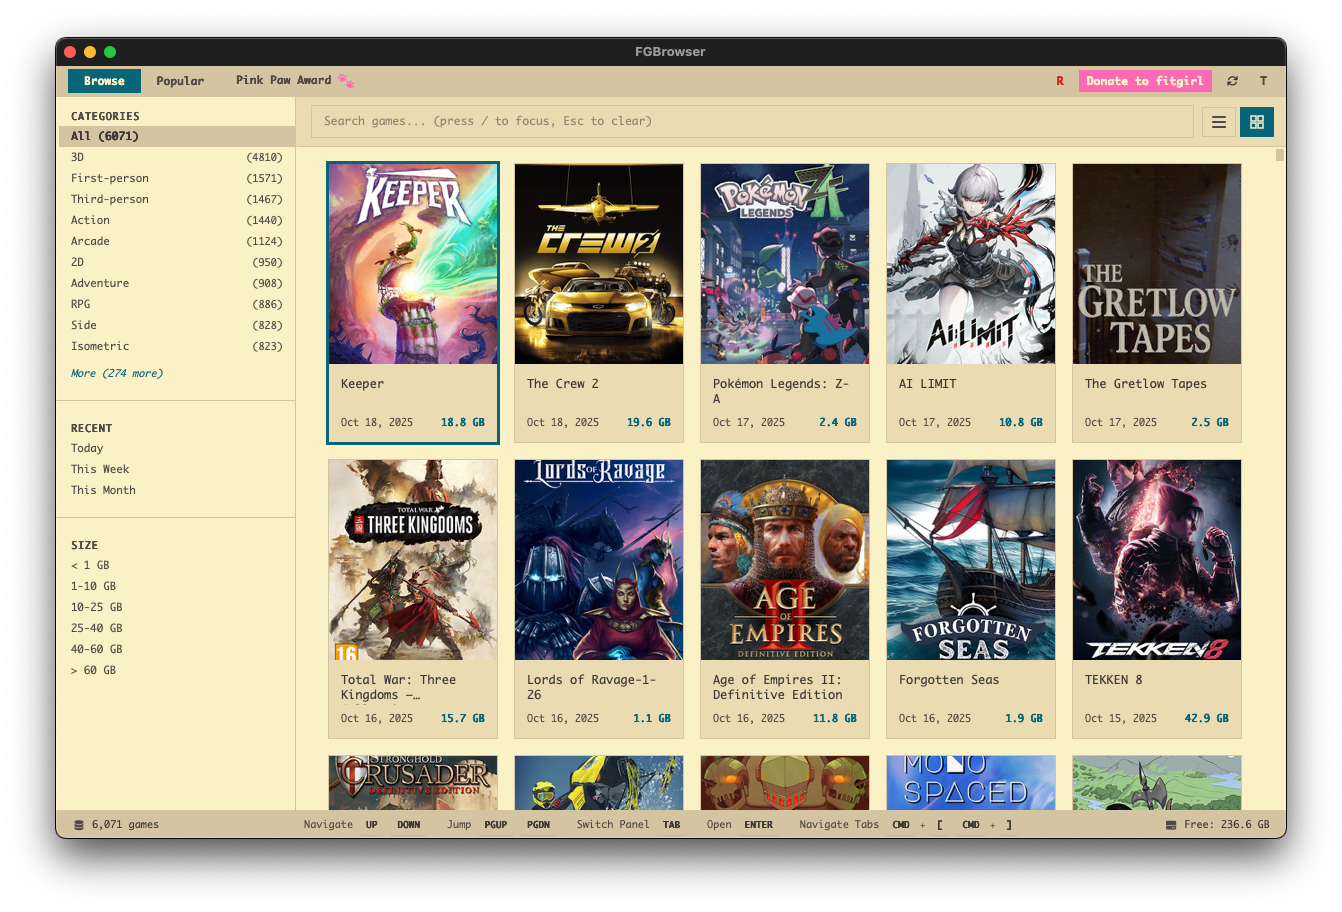 FGBrowser
Browse Popular Pink Paw Award R Donate to fitgirl T
Search games... (press / to focus, Esc to clear)
CATEGORIES
All (6071)
3D (4810)
First-person (1571)
Third-person (1467)
Action (1440)
Arcade (1124)
2D (950)
Adventure (908)
RPG (886)
Side (828)
Isometric (823)
More (274 more)
RECENT
Today
This Week
This Month
SIZE
< 1 GB
1-10 GB
10-25 GB
25-40 GB
40-60 GB
> 60 GB
KEEPER
Keeper
Oct 18, 2025 18.8 GB
THE
CREW 2
The Crew 2
Oct 18, 2025 19.6 GB
POKéMON
LEGENDS
ZA
Pokémon Legends: Z-
A
Oct 17, 2025 2.4 GB
AI LIMIT
AI LIMIT
Oct 17, 2025 10.8 GB
THE
GRETLOW
TAPES
The Gretlow Tapes
Oct 17, 2025 2.5 GB
TOTAL WAR
THREE KINGDOMS
16
Total War: Three
Kingdoms –…
Oct 16, 2025 15.7 GB
Lords OF Ravage
Lords of Ravage-1-
26
Oct 16, 2025 1.1 GB
II
AGE
OF
EMPIRES
DEFINITIVE EDITION
Age of Empires II:
Definitive Edition
Oct 16, 2025 11.8 GB
FORGOTTEN
SEAS
Forgotten Seas
Oct 16, 2025 1.9 GB
TEKKEN 8
TEKKEN 8
Oct 15, 2025 42.9 GB
STRONGHOLD
CRUSADER
DEFINITIVE EDITION
MONO
SPACED
6,071 games Navigate UP DOWN Jump PGUP PGDN Switch Panel TAB Open ENTER Navigate Tabs CMD + [ CMD + ] Free: 236.6 GB